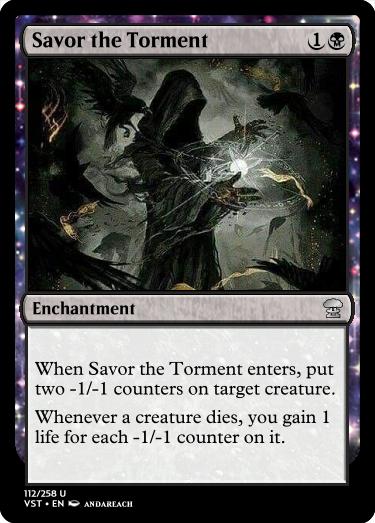 Savor the Torment 1
Enchantment
When Savor the Torment enters, put
two -1/-1 counters on target creature.
Whenever a creature dies, you gain 1
life for each -1/-1 counter on it.
112/258 U
VST • EN ANDAREACH